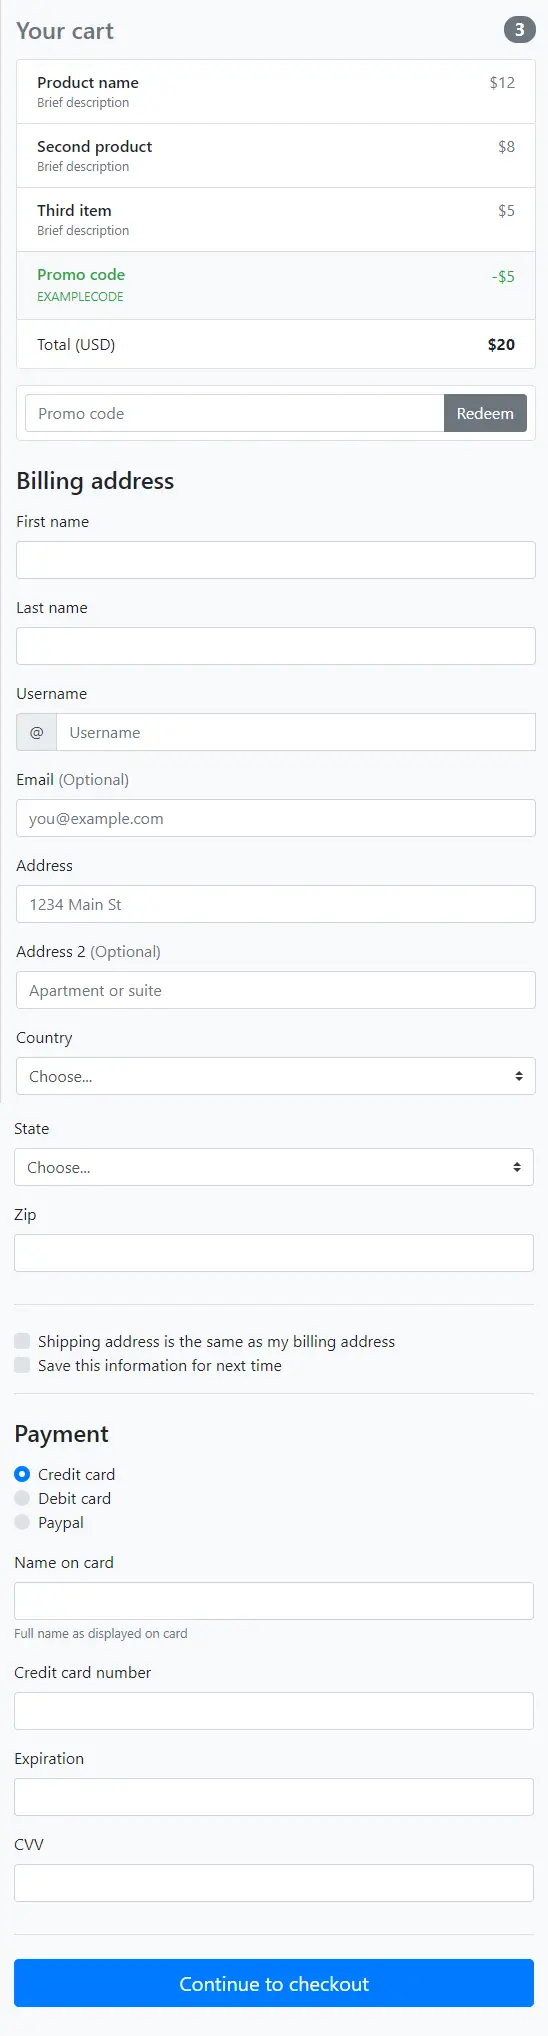 Your cart 3
Product name $12
Brief description
Second product $8
Brief description
Third item $5
Brief description
Promo code -$5
EXAMPLECODE
Total (USD) $20
Promo code Redeem
Billing address
First name
Last name
Username
@ Username
Email (Optional)
you@example.com
Address
1234 Main St
Address 2 (Optional)
Apartment or suite
Country
Choose...
State
Choose...
Zip
Shipping address is the same as my billing address
Save this information for next time
Payment
Credit card
Debit card
Paypal
Name on card
Full name as displayed on card
Credit card number
Expiration
CVV
Continue to checkout